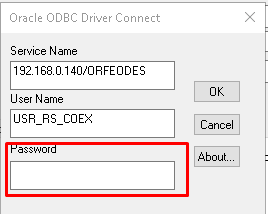 Oracle ODBC Driver Connect
Service Name
192.168.0.140/ORFEODES
OK
User Name
USR_RS_COEX
Cancel
Password
About...